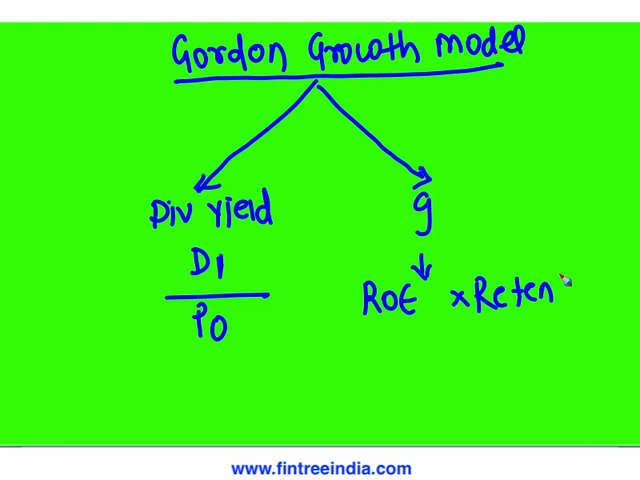 Gordon Growth model
Div yield
g
D1
P0
ROE x Reten
www.fintreeindia.com